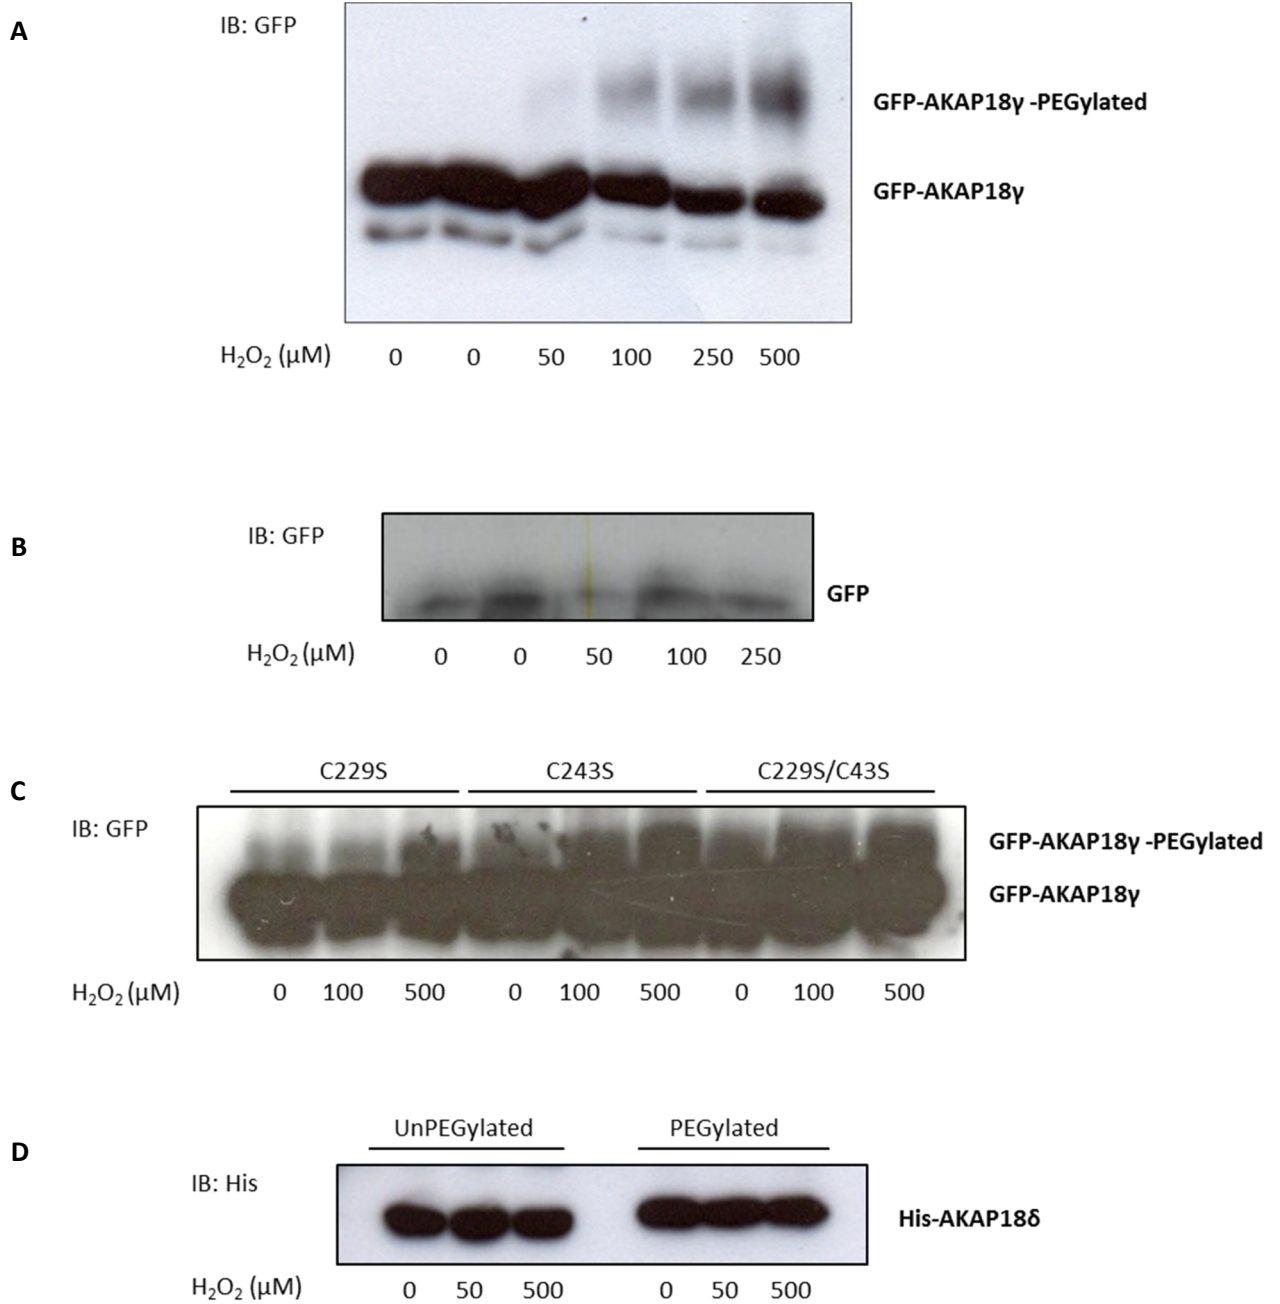 A
IB: GFP
GFP-AKAP18γ -PEGylated
GFP-AKAP18γ
H₂O₂ (μM) 0 0 50 100 250 500
B
IB: GFP
GFP
H₂O₂ (μM) 0 0 50 100 250
C229S C243S C229S/C43S
C
IB: GFP
GFP-AKAP18γ -PEGylated
GFP-AKAP18γ
H₂O₂ (μM) 0 100 500 0 100 500 0 100 500
UnPEGylated PEGylated
D
IB: His
His-AKAP18δ
H₂O₂ (μM) 0 50 500 0 50 500